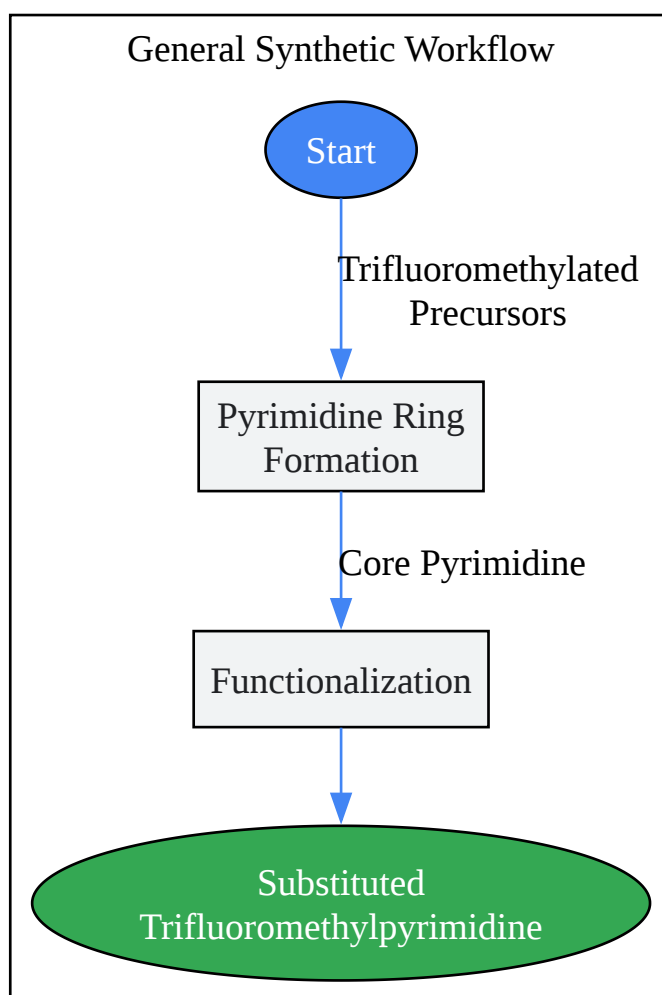 General Synthetic Workflow
Start
Trifluoromethylated
Precursors
Pyrimidine Ring
Formation
Core Pyrimidine
Functionalization
Substituted
Trifluoromethylpyrimidine